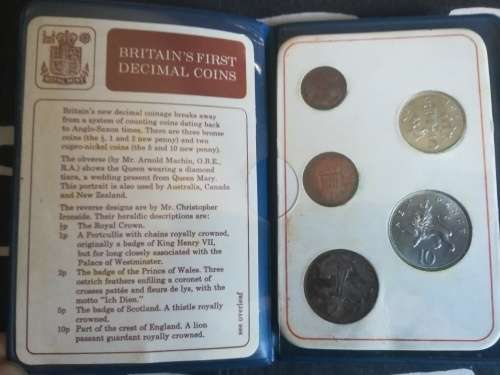 ROYAL MINT
BRITAIN'S FIRST
DECIMAL COINS
Britain's new decimal coinage breaks away
from a system of counting coins dating back
to Anglo-Saxon times. There are three bronze
coins (the ½, 1 and 2 new penny) and two
cupro-nickel coins (the 5 and 10 new penny).
The obverse (by Mr. Arnold Machin, O.B.E.,
R.A.) shows the Queen wearing a diamond
tiara, a wedding present from Queen Mary.
This portrait is also used by Australia, Canada
and New Zealand.
The reverse designs are by Mr. Christopher
Ironside. Their heraldic descriptions are:
½p The Royal Crown.
1p A Portcullis with chains royally crowned,
originally a badge of King Henry VII,
but for long closely associated with the
Palace of Westminster.
2p The badge of the Prince of Wales. Three
ostrich feathers enfiling a coronet of
crosses pattés and fleurs de lys, with the
motto "Ich Dien."
5p The badge of Scotland. A thistle royally
crowned.
10p Part of the crest of England. A lion
passant guardant royally crowned.
see overleaf
5
NEW PENCE
10